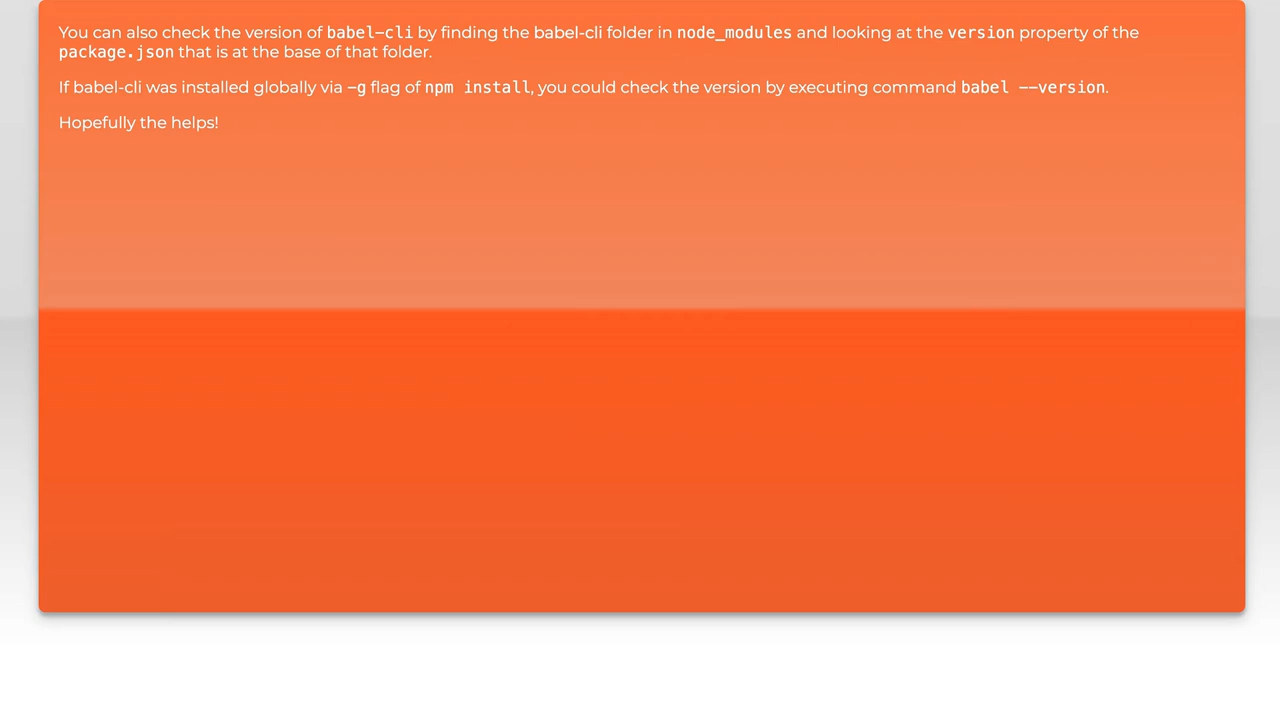 You can also check the version of babel-cli by finding the babel-cli folder in node_modules and looking at the version property of the
package.json that is at the base of that folder.
If babel-cli was installed globally via -g flag of npm install, you could check the version by executing command babel --version.
Hopefully the helps!